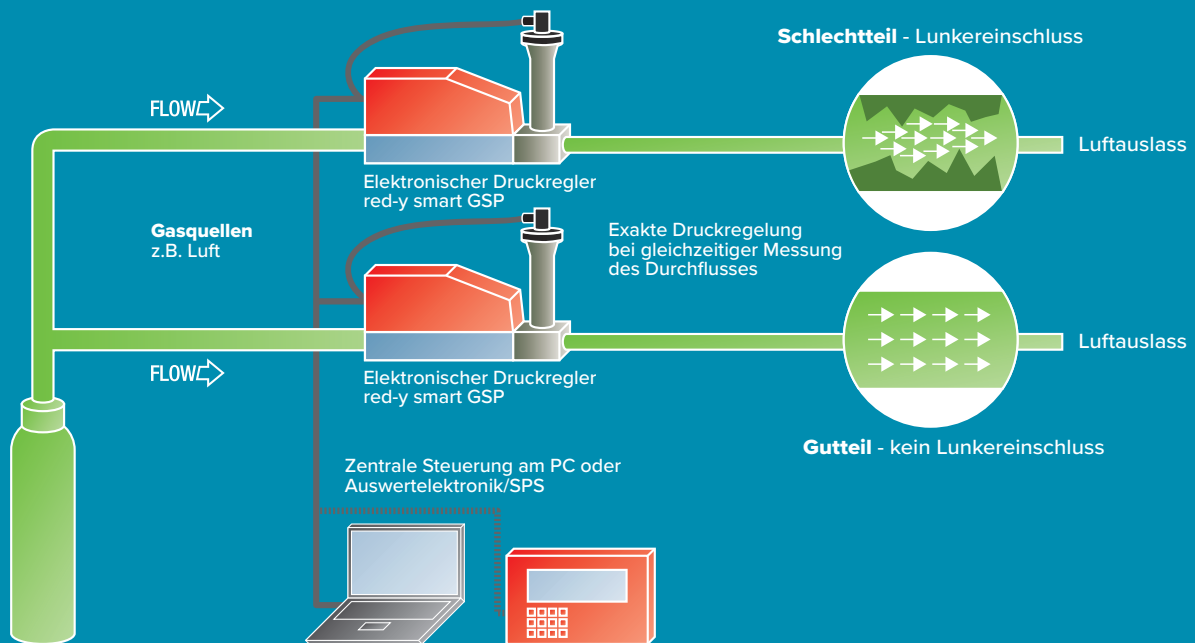 Schlechtteil - Lunkereinschluss
FLOW
Luftauslass
Elektronischer Druckregler
red-y smart GSP
Gasquellen
z.B. Luft
Exakte Druckregelung
bei gleichzeitiger Messung
des Durchflusses
Luftauslass
FLOW
Elektronischer Druckregler
red-y smart GSP
Gutteil - kein Lunkereinschluss
Zentrale Steuerung am PC oder
Auswertelektronik/SPS